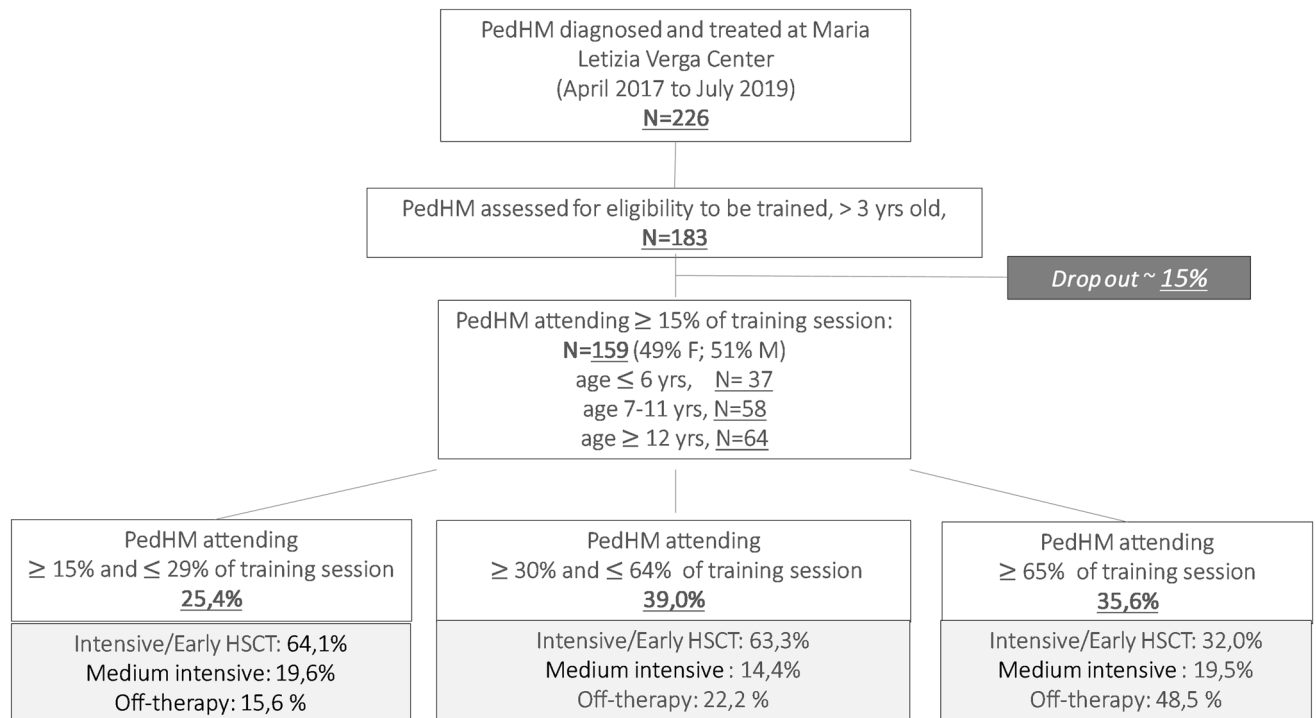 PedHM diagnosed and treated at Maria
Letizia Verga Center
(April 2017 to July 2019)
N=226
PedHM assessed for eligibility to be trained, > 3 yrs old,
N=183
Drop out ~ 15%
PedHM attending ≥ 15% of training session:
N=159 (49% F; 51% M)
age ≤ 6 yrs, N= 37
age 7-11 yrs, N=58
age ≥ 12 yrs, N=64
PedHM attending
≥ 15% and ≤ 29% of training session
25,4%
Intensive/Early HSCT: 64,1%
Medium intensive: 19,6%
Off-therapy: 15,6 %
PedHM attending
≥ 30% and ≤ 64% of training session
39,0%
Intensive/Early HSCT: 63,3%
Medium intensive : 14,4%
Off-therapy: 22,2 %
PedHM attending
≥ 65% of training session
35,6%
Intensive/Early HSCT: 32,0%
Medium intensive : 19,5%
Off-therapy: 48,5 %